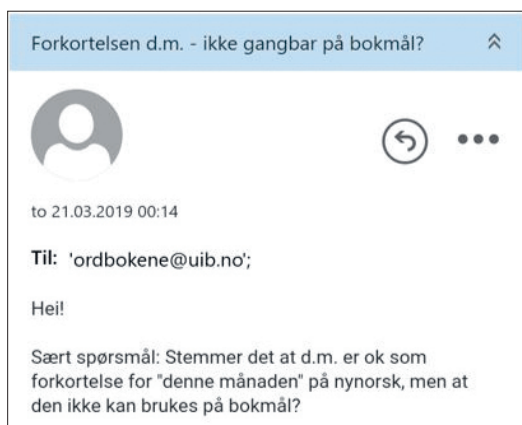 Forkortelsen d.m. - ikke gangbar på bokmål?
to 21.03.2019 00:14
Til: 'ordbokene@uib.no';
Hei!
Sært spørsmål: Stemmer det at d.m. er ok som
forkortelse for "denne månaden" på nynorsk, men at
den ikke kan brukes på bokmål?